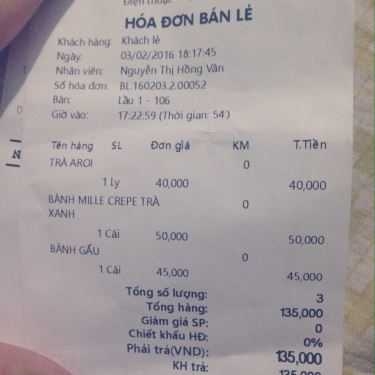 Điện thoại
HÓA ĐƠN BÁN LẺ
Khách hàng: Khách lẻ
Ngày: 03/02/2016 18:17:45
Nhân viên: Nguyễn Thị Hồng Vân
Số hóa đơn: BL.160203.2.00052
Bàn: Lầu 1 - 106
Giờ vào: 17:22:59 (Thời gian: 54')
Tên hàng SL Đơn giá KM T.Tiền
TRÀ AROI 0
1 Ly 40,000 40,000
BÁNH MILLE CREPE TRÀ XANH 0
1 Cái 50,000 50,000
BÁNH GẤU 0
1 Cái 45,000 45,000
Tổng số lượng: 3
Tổng hàng: 135,000
Giảm giá SP: 0
Chiết khấu HĐ: 0%
Phải trả(VND): 135,000
KH trả: 135,000